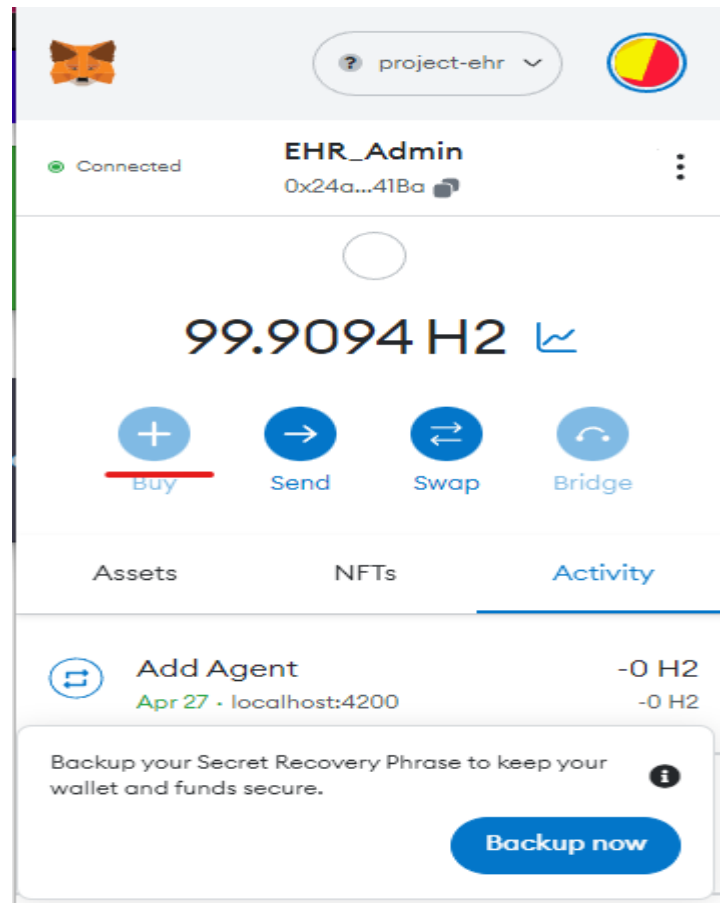 project-ehr
Connected
EHR_Admin
0x24a...41Ba
99.9094 H2
Buy Send Swap Bridge
Assets NFTs Activity
Add Agent -0 H2
Apr 27 · localhost:4200 -0 H2
Backup your Secret Recovery Phrase to keep your
wallet and funds secure.
Backup now